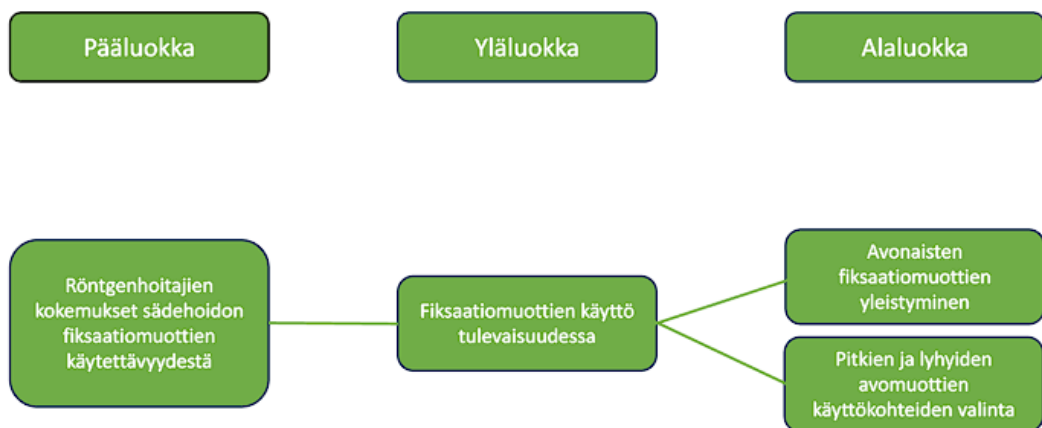 Pääluokka
Yläluokka
Alaluokka
Röntgenhoitajien
kokemukset sädehoidon
fiksaatiomuottien
käytettävyydestä
Fiksaatiomuottien käyttö
tulevaisuudessa
Avonaisten
fiksaatiomuottien
yleistyminen
Pitkien ja lyhyiden
avomuottien
käyttökohteiden valinta